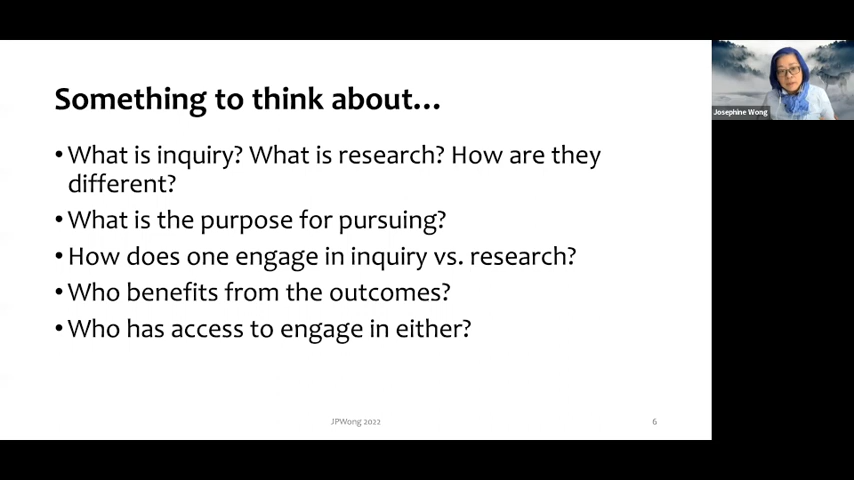 Something to think about...
• What is inquiry? What is research? How are they
different?
• What is the purpose for pursuing?
• How does one engage in inquiry vs. research?
• Who benefits from the outcomes?
• Who has access to engage in either?
JPWong 2022
6
Josephine Wong